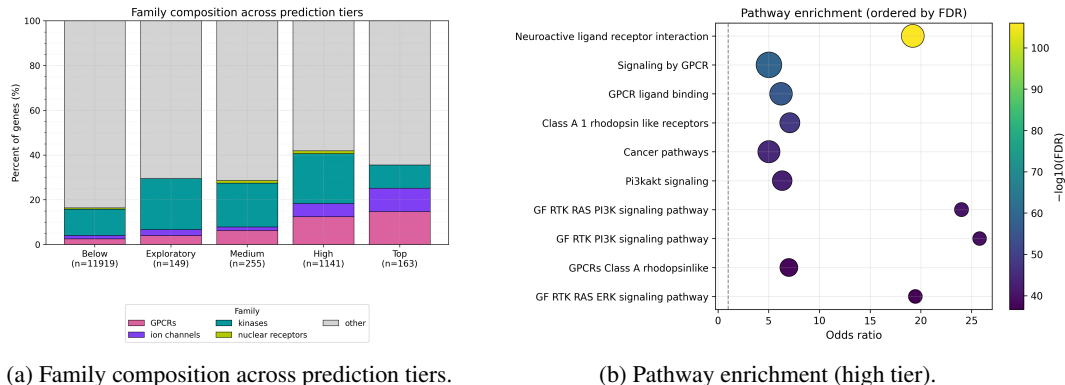 Family composition across prediction tiers
100
80
60
40
20
0
Percent of genes (%)
Below
(n=11919)
Exploratory
(n=149)
Medium
(n=255)
High
(n=1141)
Top
(n=163)
Family
GPCRs
ion channels
kinases
nuclear receptors
other
(a) Family composition across prediction tiers.
Pathway enrichment (ordered by FDR)
Neuroactive ligand receptor interaction
Signaling by GPCR
GPCR ligand binding
Class A 1 rhodopsin like receptors
Cancer pathways
Pi3kakt signaling
GF RTK RAS PI3K signaling pathway
GF RTK PI3K signaling pathway
GPCRs Class A rhodopsinlike
GF RTK RAS ERK signaling pathway
0
5
10
15
20
25
Odds ratio
100
90
80
70
60
50
40
−log10(FDR)
(b) Pathway enrichment (high tier).